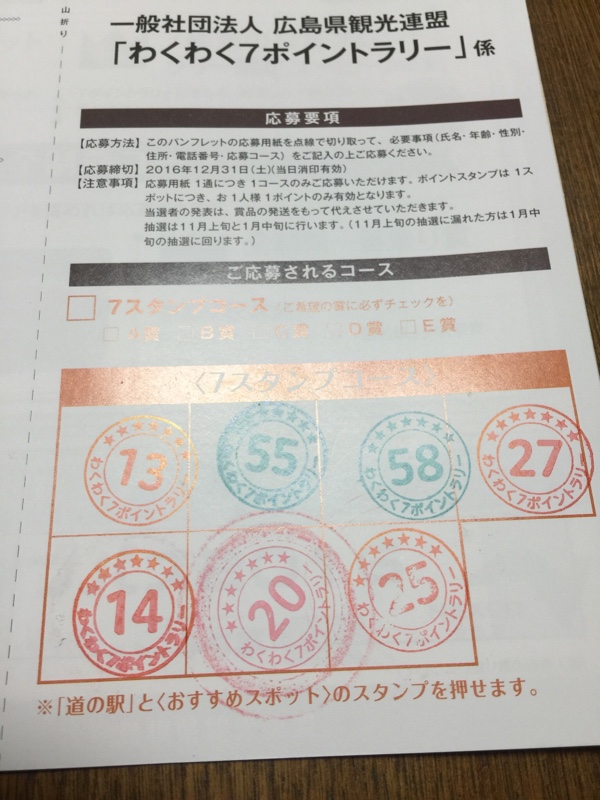 山折り
一般社団法人 広島県観光連盟
「わくわく7ポイントラリー」係
応募要項
【応募方法】このパンフレットの応募用紙を点線で切り取って、必要事項(氏名・年齢・性別・
住所・電話番号・応募コース)をご記入の上ご応募ください。
【応募締切】2016年12月31日(土)(当日消印有効)
【注意事項】応募用紙1通につき1コースのみご応募いただけます。ポイントスタンプは1ス
ポットにつき、お1人様1ポイントのみ有効となります。
当選者の発表は、賞品の発送をもって代えさせていただきます。
抽選は11月上旬と1月中旬に行います。(11月上旬の抽選に漏れた方は1月中
旬の抽選に回ります。)
ご応募されるコース
□ 7スタンプコース(ご希望の賞に必ずチェックを)
□A賞 □B賞 □C賞 □D賞 □E賞
〈7スタンプコース〉
13 わくわく7ポイントラリー
55 わくわく7ポイントラリー
58 わくわく7ポイントラリー
27 わくわく7ポイントラリー
14 わくわく7ポイントラリー
20 わくわく7ポイントラリー
25 わくわく7ポイントラリー
※「道の駅」と〈おすすめスポット〉のスタンプを押せます。